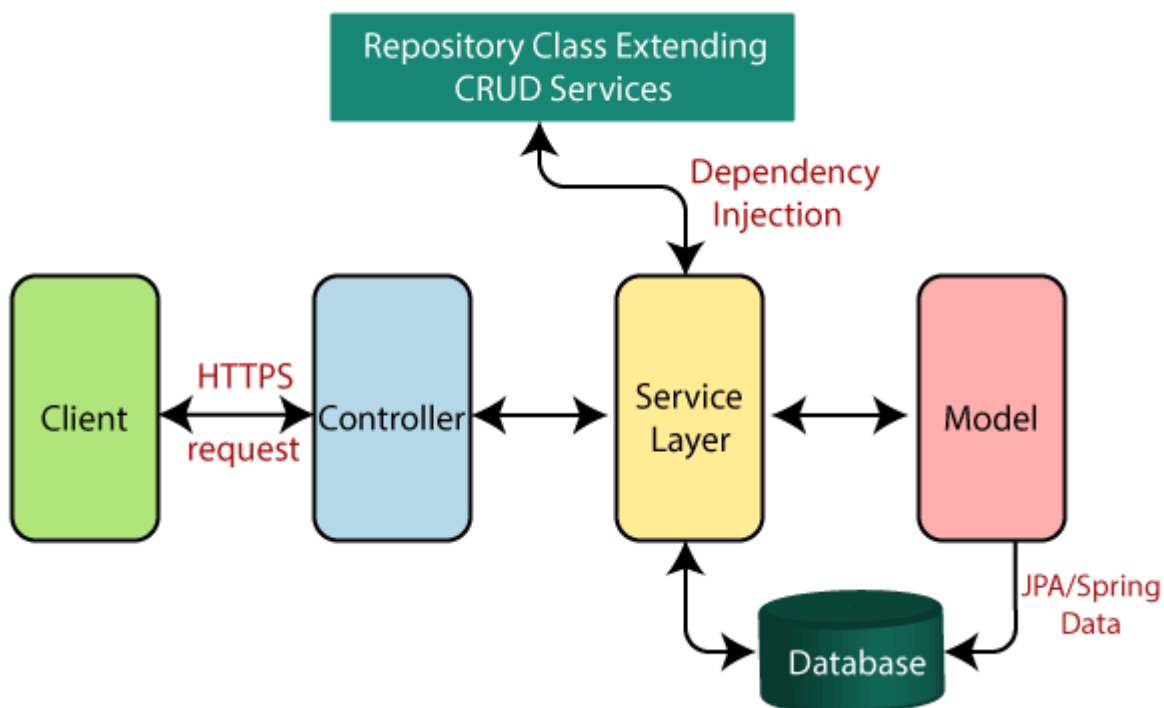 Repository Class Extending
CRUD Services
Dependency
Injection
Client
HTTPS
request
Controller
Service
Layer
Model
JPA/Spring
Data
Database